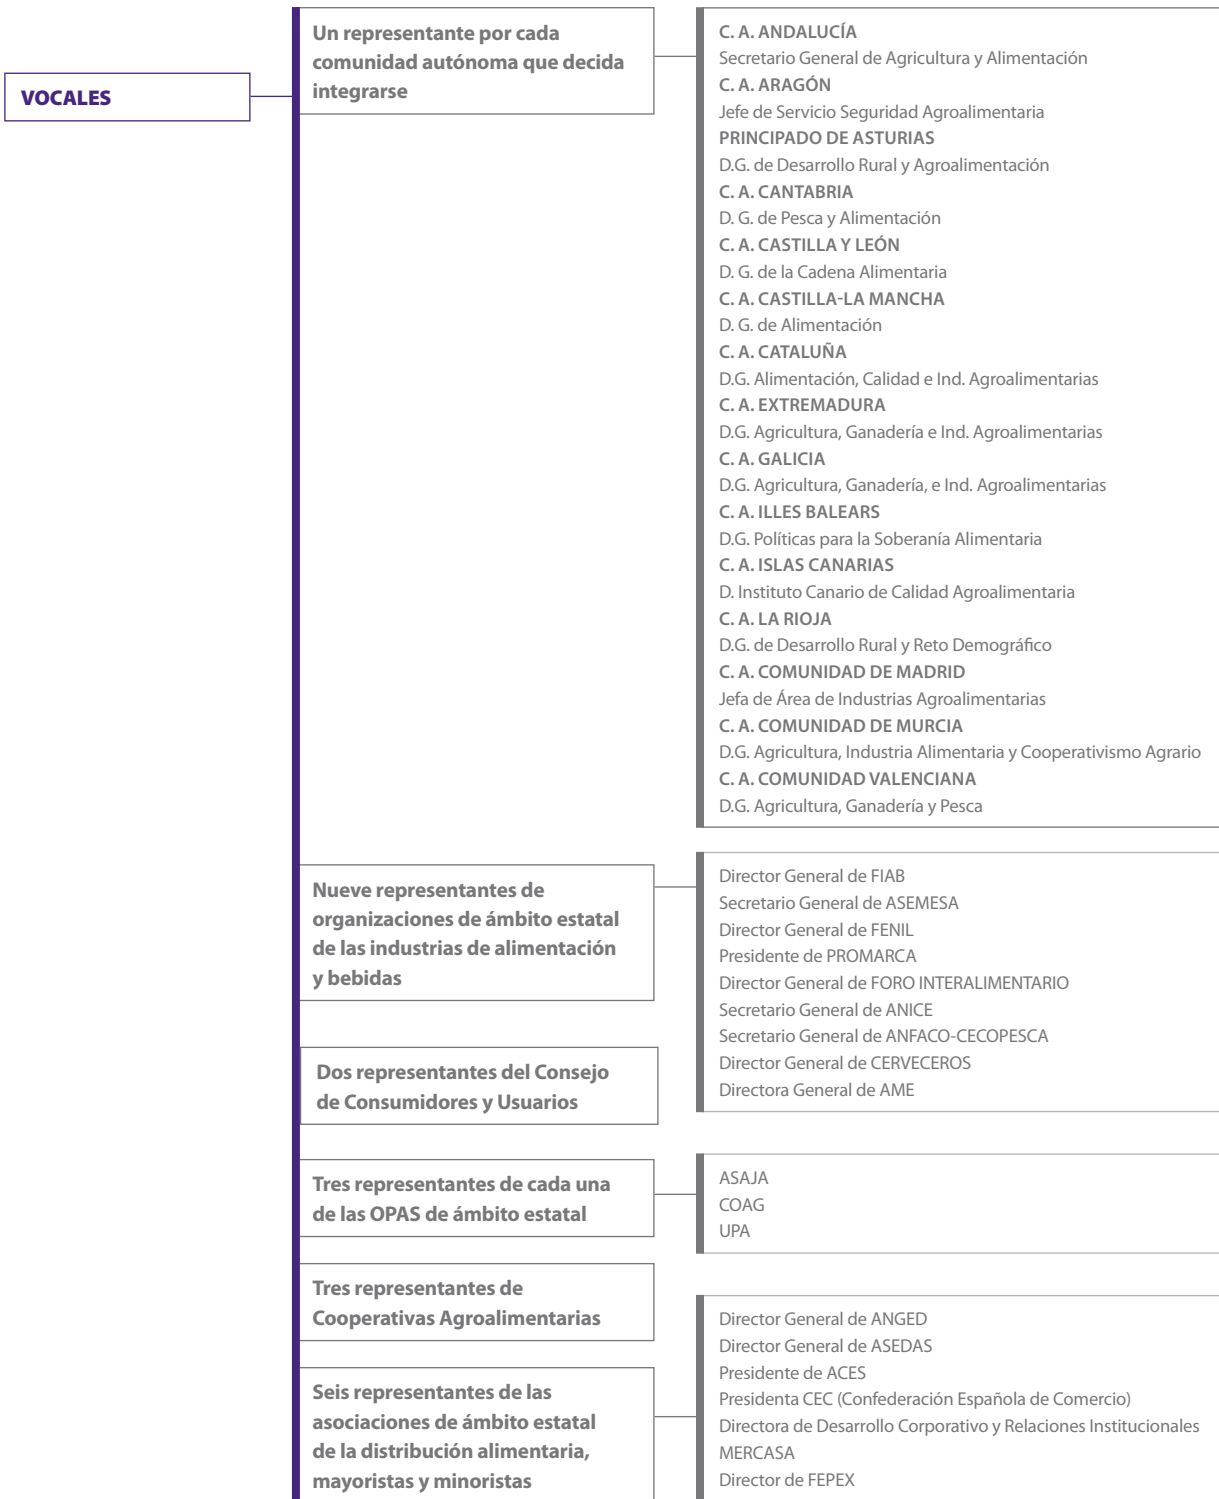 VOCALES
Un representante por cada
comunidad autónoma que decida
integrarse
C. A. ANDALUCÍA
Secretario General de Agricultura y Alimentación
C. A. ARAGÓN
Jefe de Servicio Seguridad Agroalimentaria
PRINCIPADO DE ASTURIAS
D.G. de Desarrollo Rural y Agroalimentación
C. A. CANTABRIA
D. G. de Pesca y Alimentación
C. A. CASTILLA Y LEÓN
D. G. de la Cadena Alimentaria
C. A. CASTILLA-LA MANCHA
D. G. de Alimentación
C. A. CATALUÑA
D.G. Alimentación, Calidad e Ind. Agroalimentarias
C. A. EXTREMADURA
D.G. Agricultura, Ganadería e Ind. Agroalimentarias
C. A. GALICIA
D.G. Agricultura, Ganadería, e Ind. Agroalimentarias
C. A. ILLES BALEARS
D.G. Políticas para la Soberanía Alimentaria
C. A. ISLAS CANARIAS
D. Instituto Canario de Calidad Agroalimentaria
C. A. LA RIOJA
D.G. de Desarrollo Rural y Reto Demográfico
C. A. COMUNIDAD DE MADRID
Jefa de Área de Industrias Agroalimentarias
C. A. COMUNIDAD DE MURCIA
D.G. Agricultura, Industria Alimentaria y Cooperativismo Agrario
C. A. COMUNIDAD VALENCIANA
D.G. Agricultura, Ganadería y Pesca
Nueve representantes de
organizaciones de ámbito estatal
de las industrias de alimentación
y bebidas
Director General de FIAB
Secretario General de ASEMESA
Director General de FENIL
Presidente de PROMARCA
Director General de FORO INTERALIMENTARIO
Secretario General de ANICE
Secretario General de ANFACO-CECOPESCA
Director General de CERVECEROS
Directora General de AME
Dos representantes del Consejo
de Consumidores y Usuarios
Tres representantes de cada una
de las OPAS de ámbito estatal
ASAJA
COAG
UPA
Tres representantes de
Cooperativas Agroalimentarias
Seis representantes de las
asociaciones de ámbito estatal
de la distribución alimentaria,
mayoristas y minoristas
Director General de ANGED
Director General de ASEDAS
Presidente de ACES
Presidenta CEC (Confederación Española de Comercio)
Directora de Desarrollo Corporativo y Relaciones Institucionales
MERCASA
Director de FEPEX